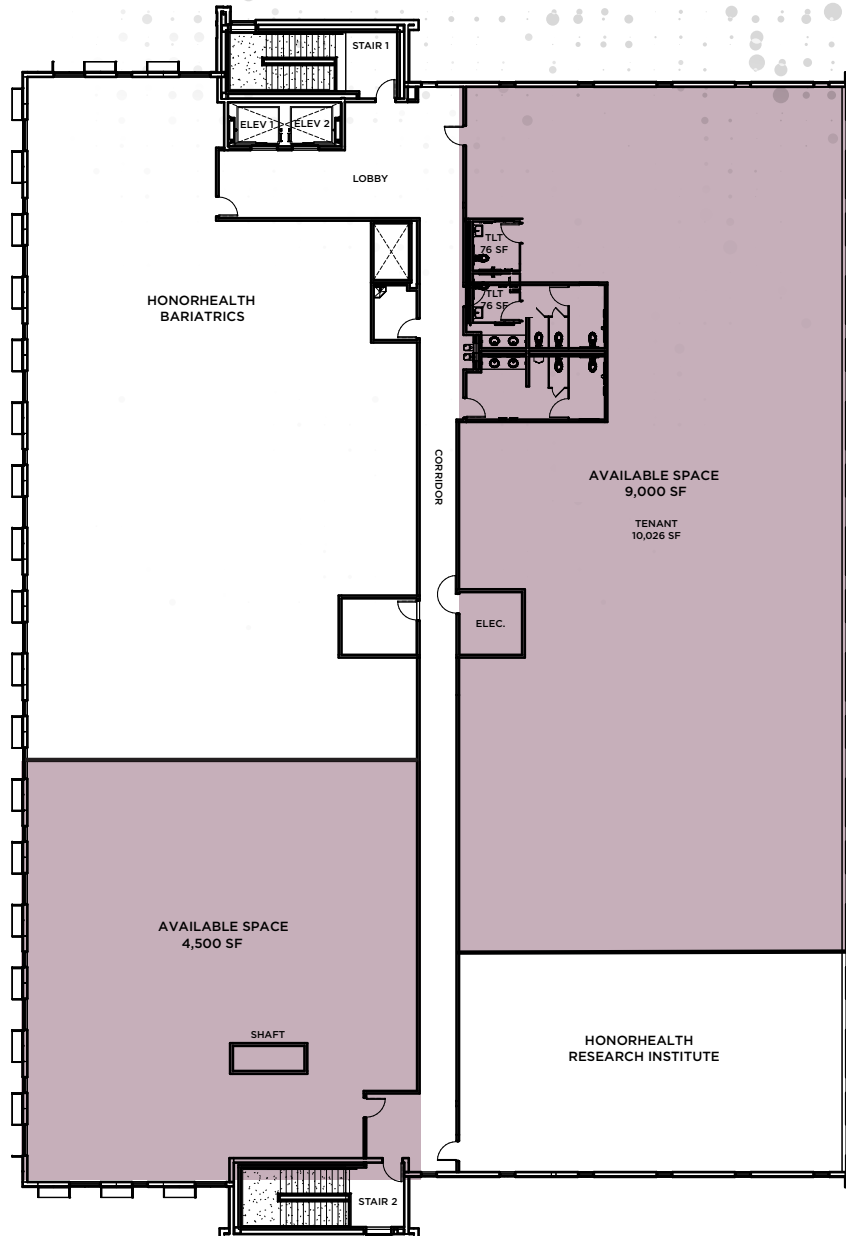 STAIR 1
ELEV 1
ELEV 2
LOBBY
TLT
76 SF
TLT
76 SF
HONORHEALTH
BARIATRICS
CORRIDOR
AVAILABLE SPACE
9,000 SF
TENANT
10,026 SF
ELEC.
AVAILABLE SPACE
4,500 SF
SHAFT
HONORHEALTH
RESEARCH INSTITUTE
STAIR 2